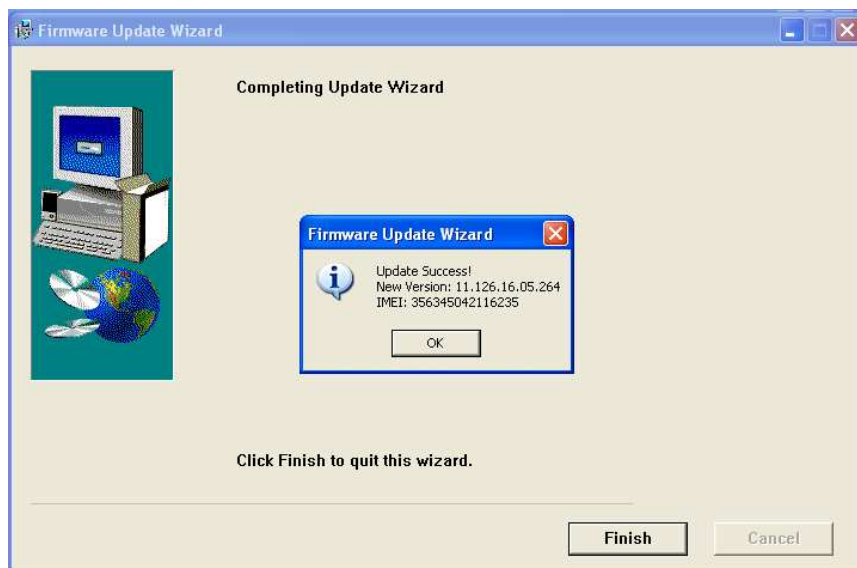 Firmware Update Wizard
Completing Update Wizard
Firmware Update Wizard
Update Success!
New Version: 11.126.16.05.264
IMEI: 356345042116235
OK
Click Finish to quit this wizard.
Finish
Cancel